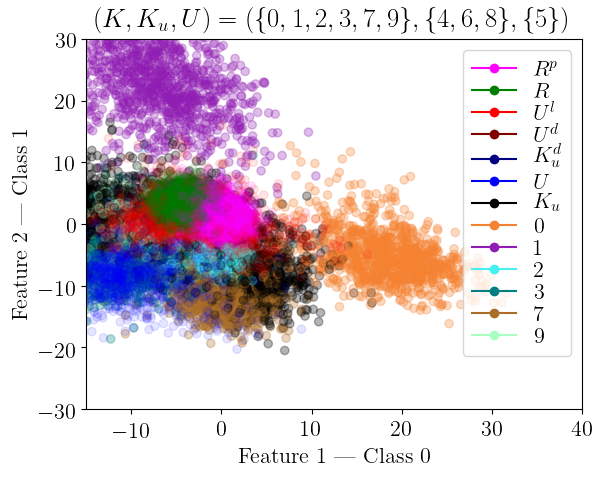 (K, K_u, U) = ({0, 1, 2, 3, 7, 9}, {4, 6, 8}, {5})
30
20
10
0
−10
−20
−30
Feature 2 — Class 1
R^p
R
U^l
U^d
K_u^d
U
K_u
0
1
2
3
7
9
−10
0
10
20
30
40
Feature 1 — Class 0